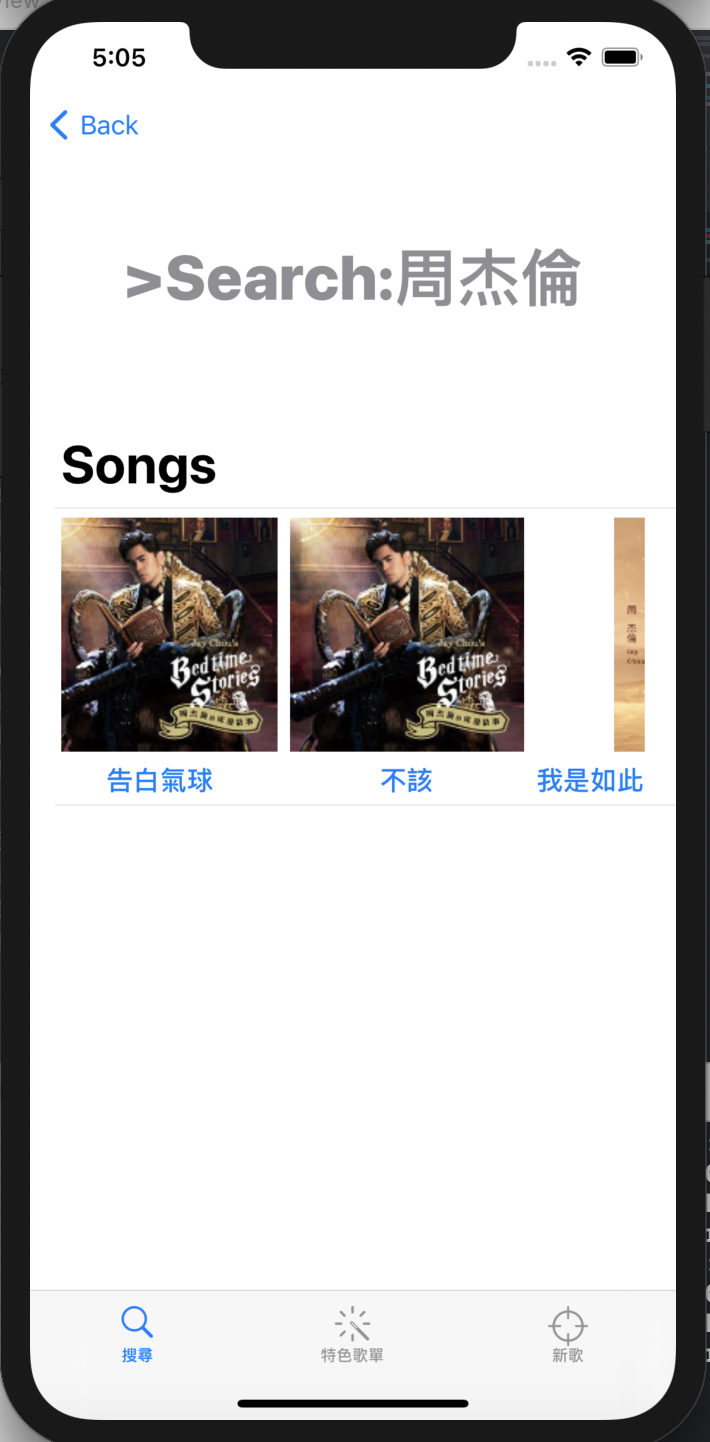 5:05
Back
>Search:周杰倫
Songs
Jay Chou's
Bedtime
Stories
周杰倫的床邊故事
Jay Chou's
Bedtime
Stories
周杰倫的床邊故事
周
杰
倫
Jay
Chou
告白氣球
不該
我是如此
搜尋
特色歌單
新歌